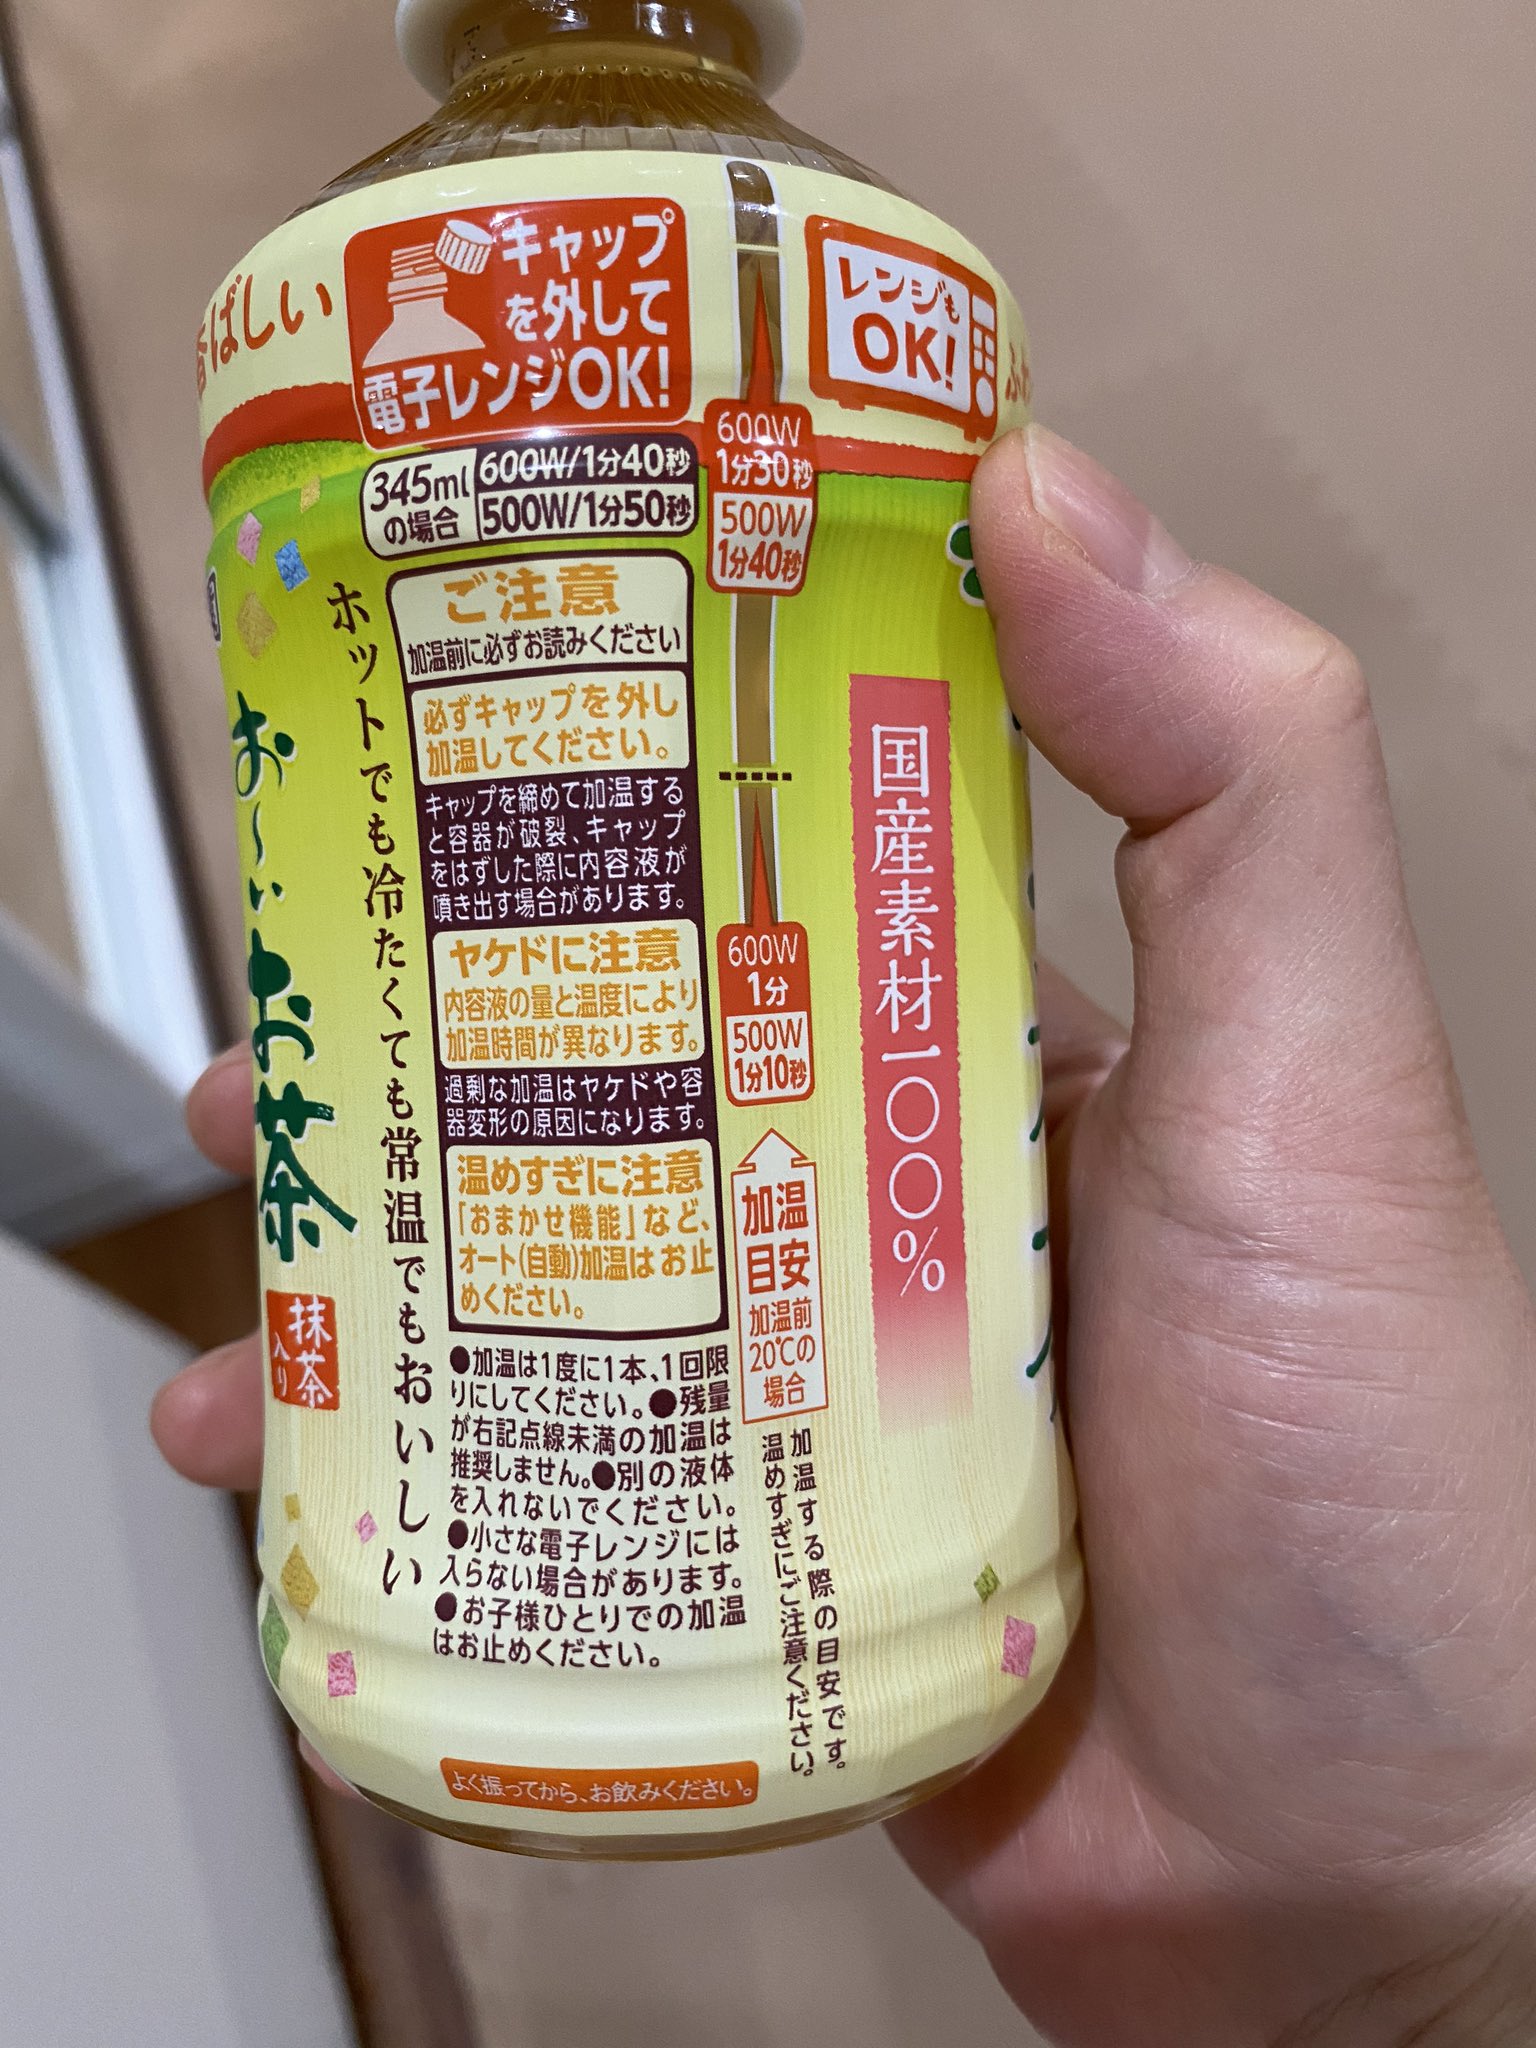 香ばしい
キャップ
を外して
電子レンジOK!
レンジも
OK!
345ml
の場合
600W/1分40秒
500W/1分50秒
600W
1分30秒
500W
1分40秒
ご注意
加温前に必ずお読みください
必ずキャップを外し
加温してください。
キャップを締めて加温する
と容器が破裂、キャップ
をはずした際に内容液が
噴き出す場合があります。
ヤケドに注意
内容液の量と温度により
加温時間が異なります。
過剰な加温はヤケドや容
器変形の原因になります。
温めすぎに注意
「おまかせ機能」など、
オート(自動)加温はお止
めください。
●加温は1度に1本、1回限
りにしてください。●残量
が右記点線未満の加温は
推奨しません。●別の液体
を入れないでください。
●小さな電子レンジには
入らない場合があります。
●お子様ひとりでの加温
はお止めください。
600W
1分
500W
1分10秒
加温
目安
加温前
20℃の
場合
加温する際の目安です。
温めすぎにご注意ください。
国産素材一〇〇%
ホットでも冷たくても常温でもおいしい
お〜いお茶
抹茶
入り
よく振ってから、お飲みください。